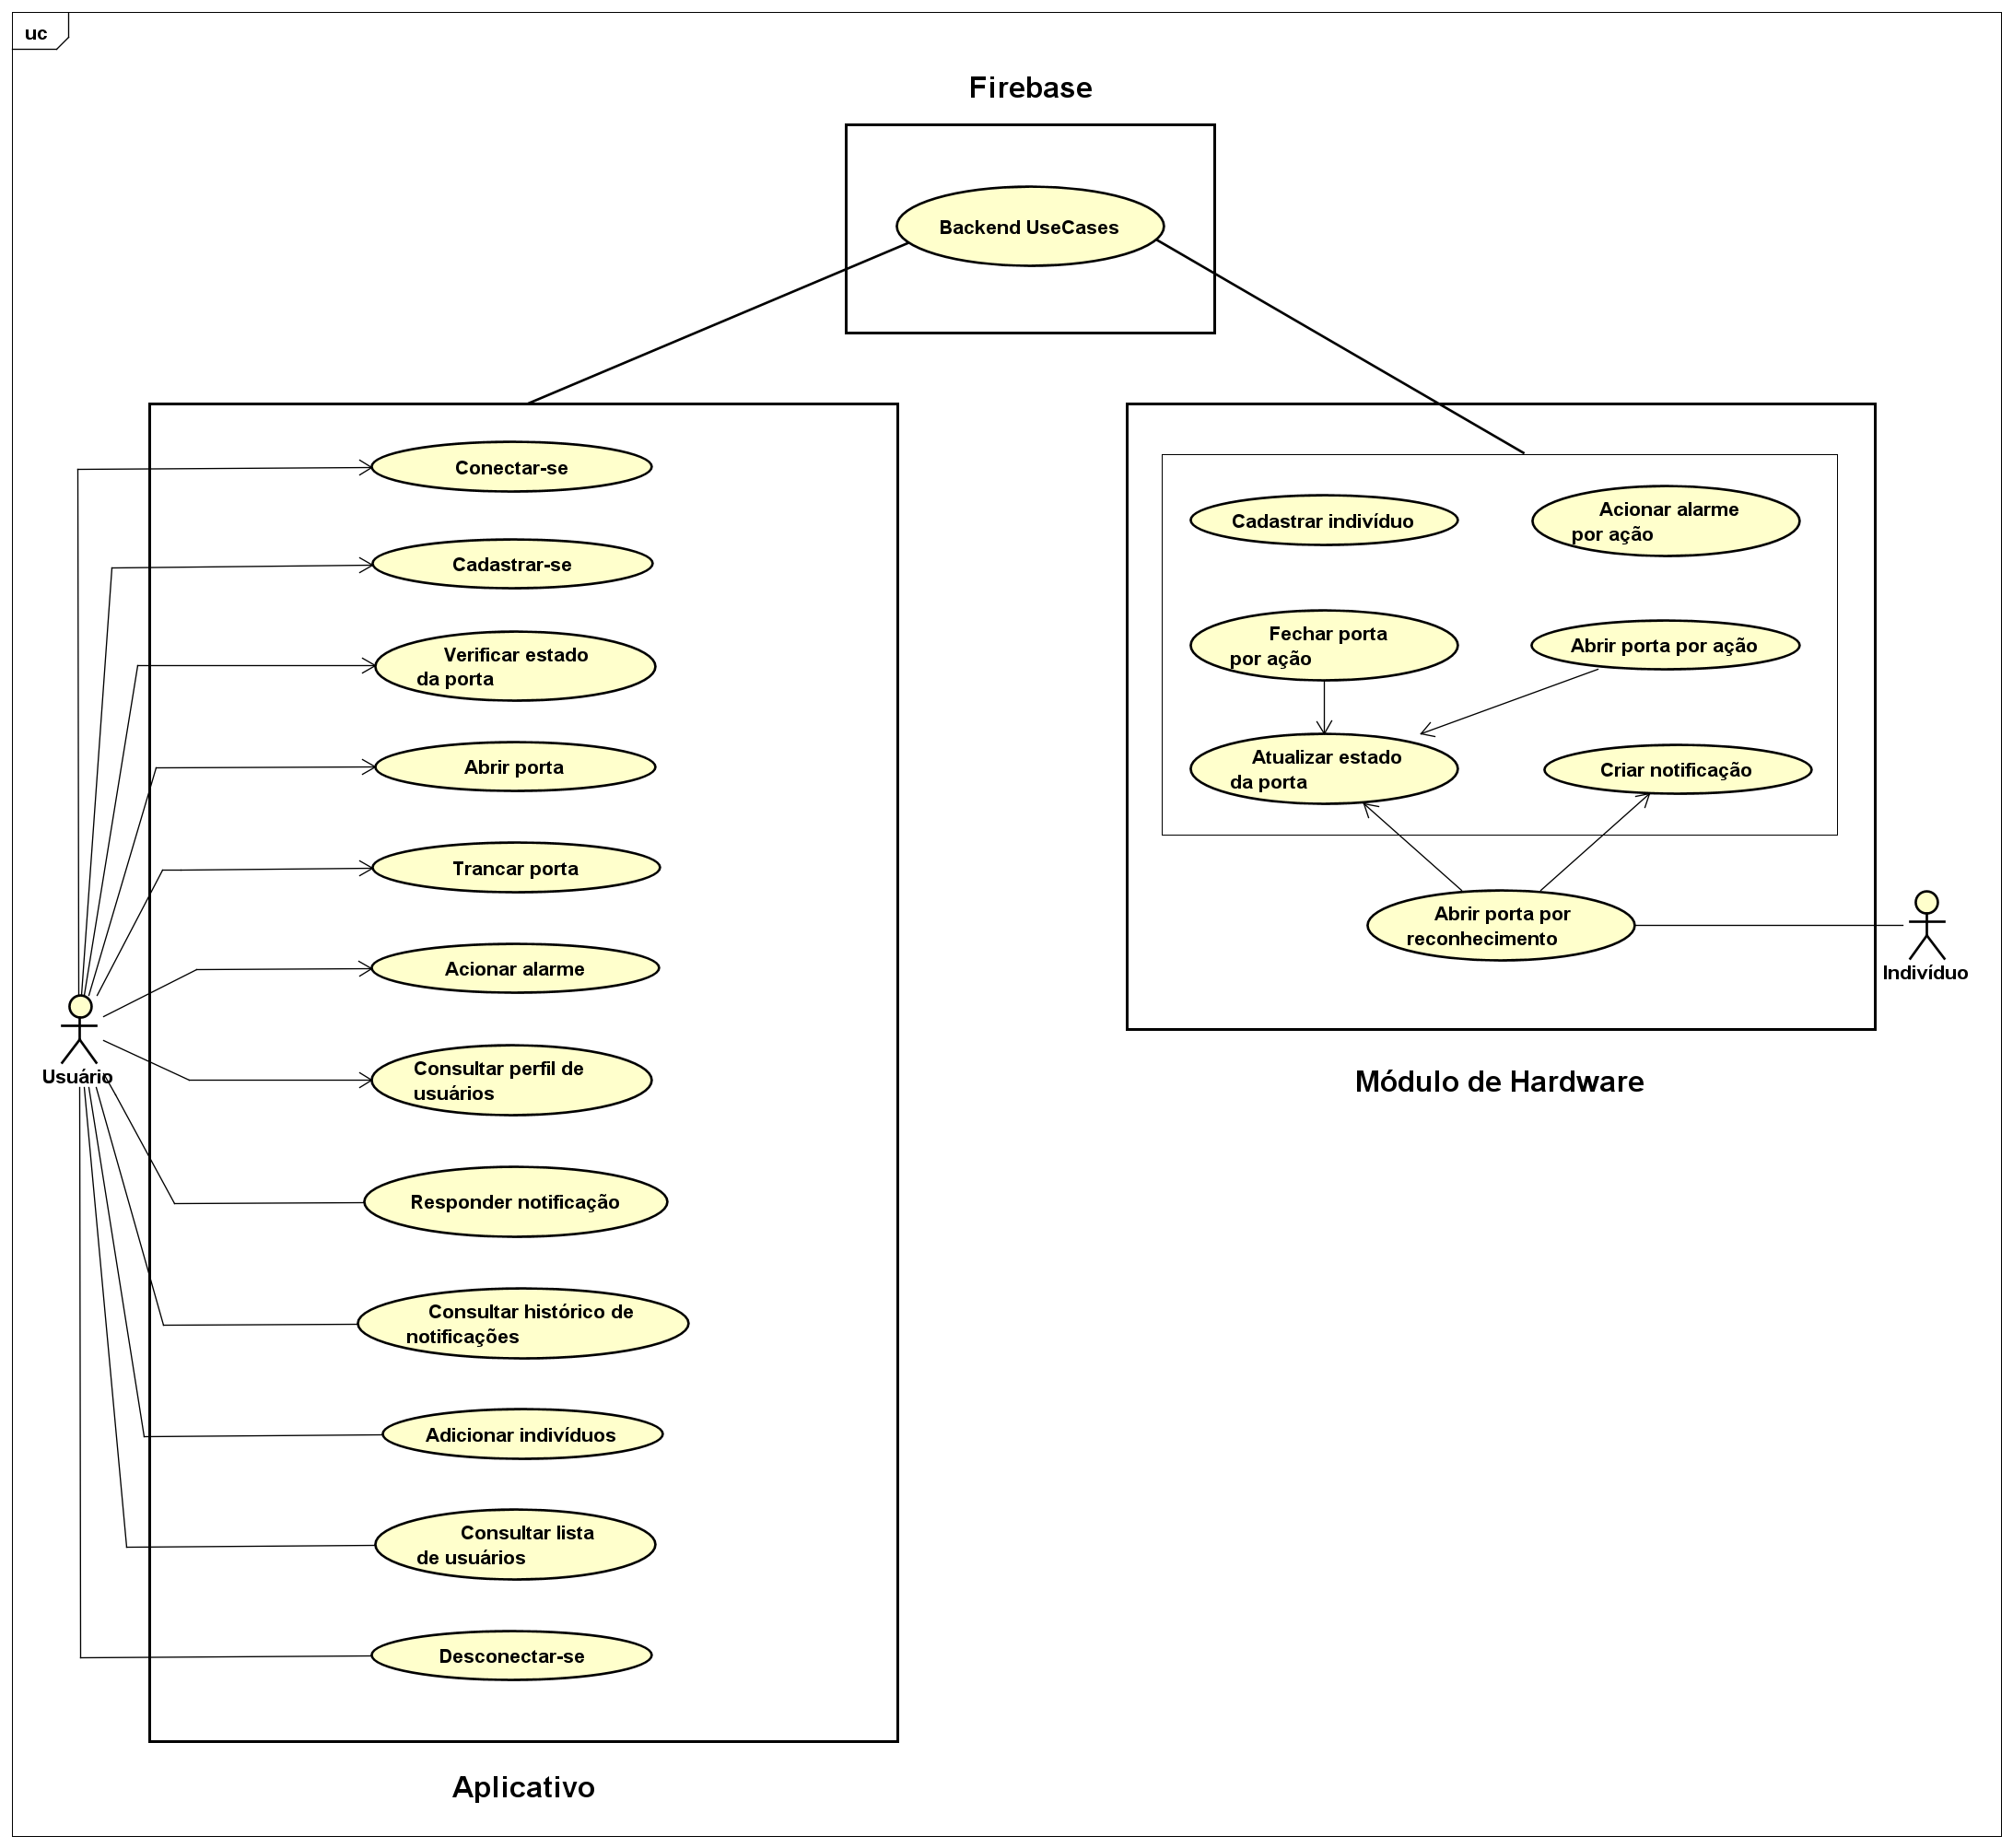 uc
Firebase
Backend UseCases
Conectar-se
Cadastrar-se
Verificar estado
da porta
Abrir porta
Trancar porta
Acionar alarme
Consultar perfil de
usuários
Responder notificação
Consultar histórico de
notificações
Adicionar indivíduos
Consultar lista
de usuários
Desconectar-se
Usuário
Aplicativo
Cadastrar indivíduo
Acionar alarme
por ação
Fechar porta
por ação
Abrir porta por ação
Atualizar estado
da porta
Criar notificação
Abrir porta por
reconhecimento
Indivíduo
Módulo de Hardware